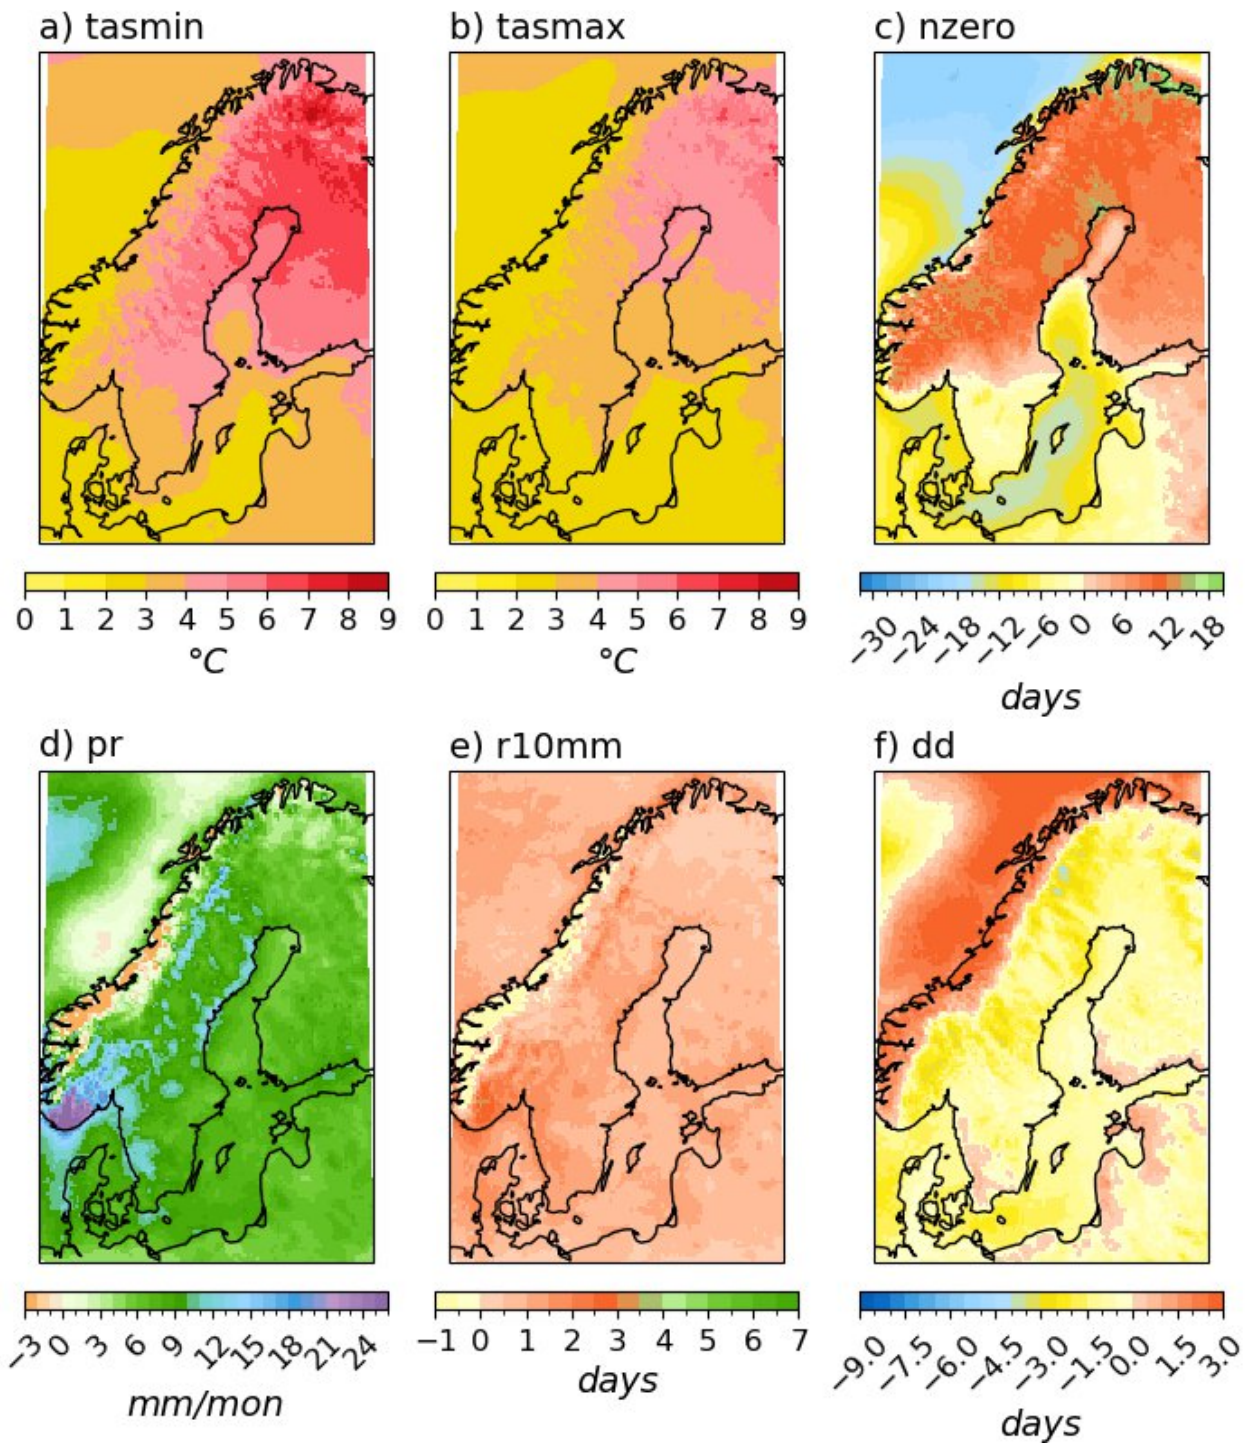 a) tasmin b) tasmax c) nzero
0 1 2 3 4 5 6 7 8 9 0 1 2 3 4 5 6 7 8 9 −30 −24 −18 −12 −6 0 6 12 18
°C °C days
d) pr e) r10mm f) dd
−3 0 3 6 9 12 15 18 21 24 −1 0 1 2 3 4 5 6 7 −9.0 −7.5 −6.0 −4.5 −3.0 −1.5 0.0 1.5 3.0
mm/mon days days